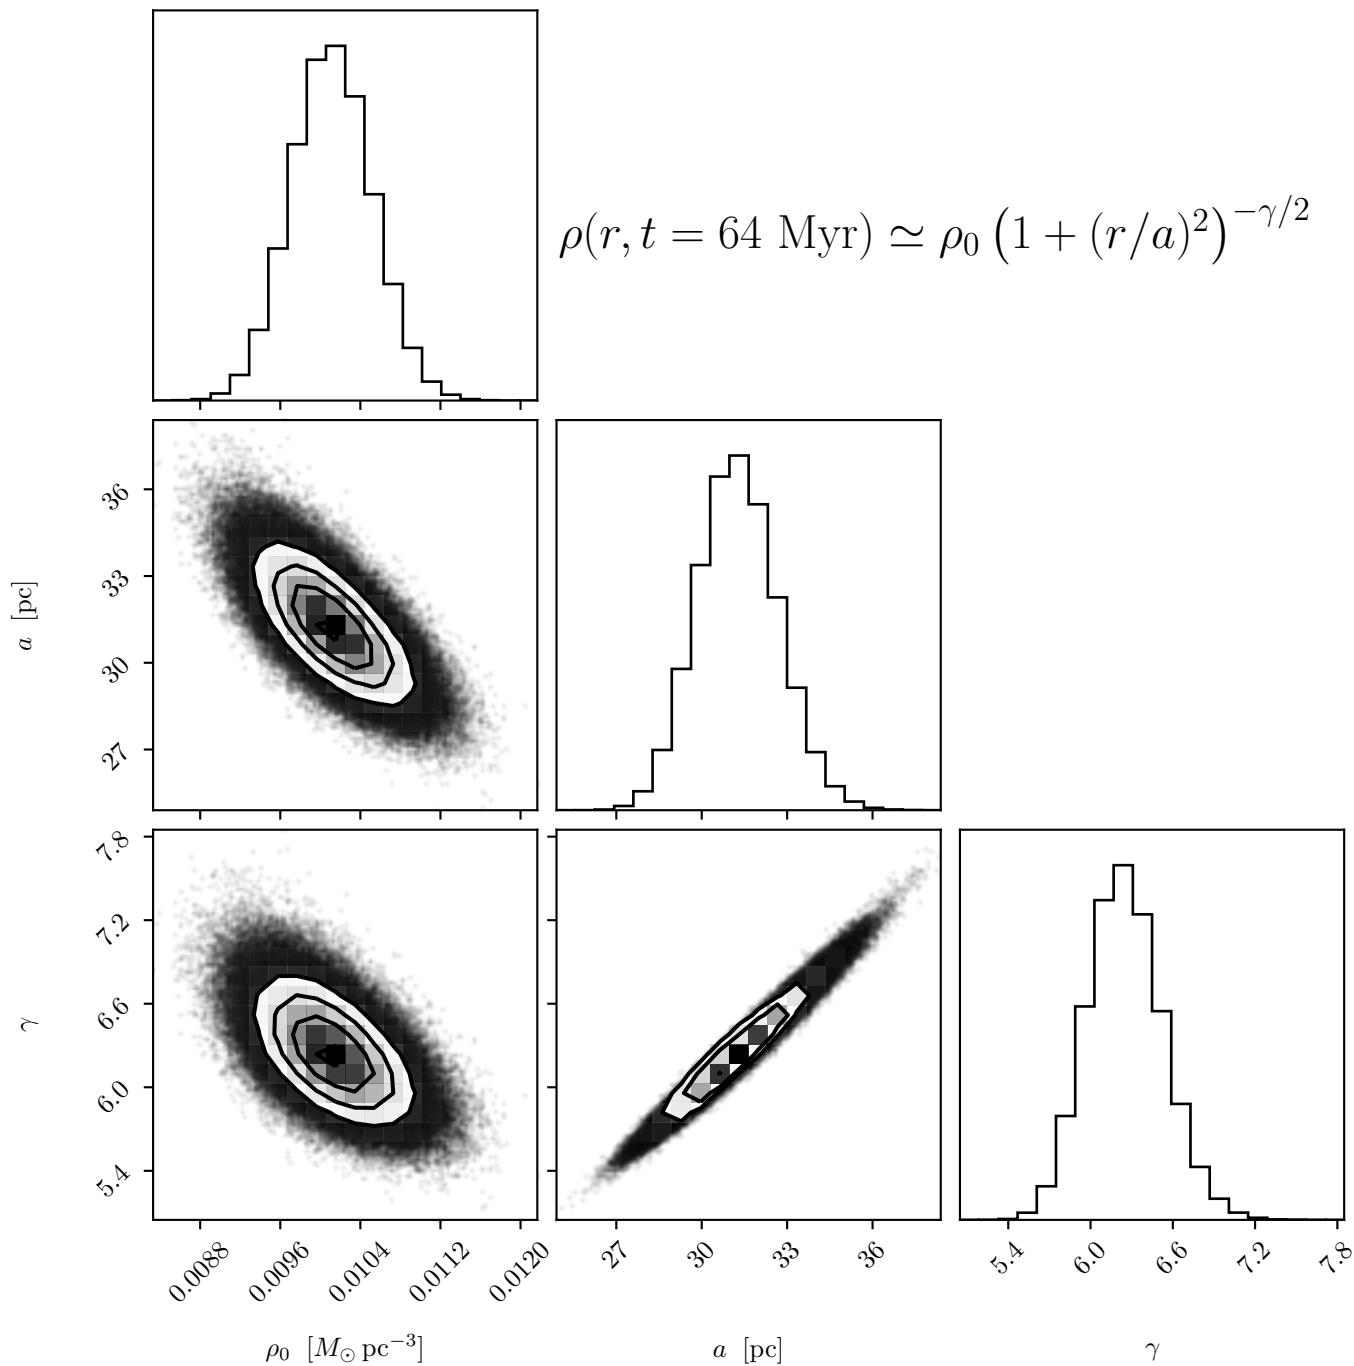 ρ(r, t = 64 Myr) ≃ ρ₀ (1 + (r/a)²)^{−γ/2}
36
33
30
27
a [pc]
7.8
7.2
6.6
6.0
5.4
γ
0.0088 0.0096 0.0104 0.0112 0.0120
27 30 33 36
5.4 6.0 6.6 7.2 7.8
ρ₀ [M⊙ pc⁻³]
a [pc]
γ